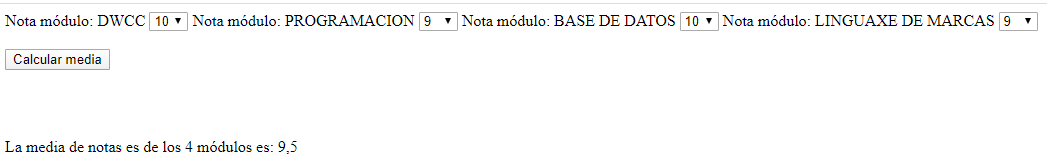 Nota módulo: DWCC 10 Nota módulo: PROGRAMACION 9 Nota módulo: BASE DE DATOS 10 Nota módulo: LINGUAXE DE MARCAS 9
Calcular media
La media de notas es de los 4 módulos es: 9,5